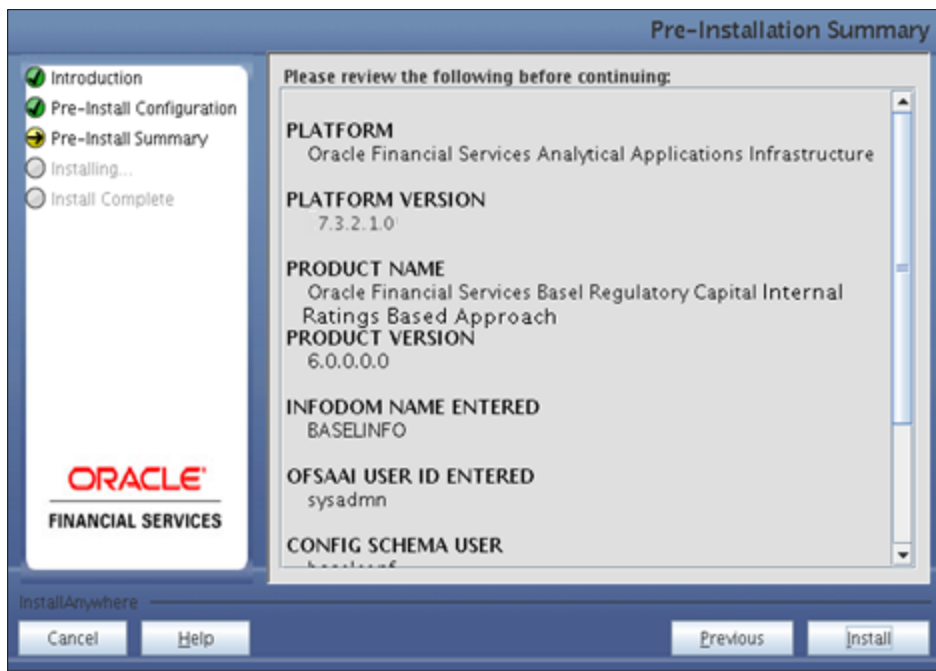 Pre-Installation Summary
Introduction
Pre-Install Configuration
Pre-Install Summary
Installing...
Install Complete
ORACLE
FINANCIAL SERVICES
Please review the following before continuing:
PLATFORM
Oracle Financial Services Analytical Applications Infrastructure
PLATFORM VERSION
7.3.2.1.0
PRODUCT NAME
Oracle Financial Services Basel Regulatory Capital Internal
Ratings Based Approach
PRODUCT VERSION
6.0.0.0.0
INFODOM NAME ENTERED
BASELINFO
OFSAAI USER ID ENTERED
sysadmn
CONFIG SCHEMA USER
InstallAnywhere
Cancel
Help
Previous
Install